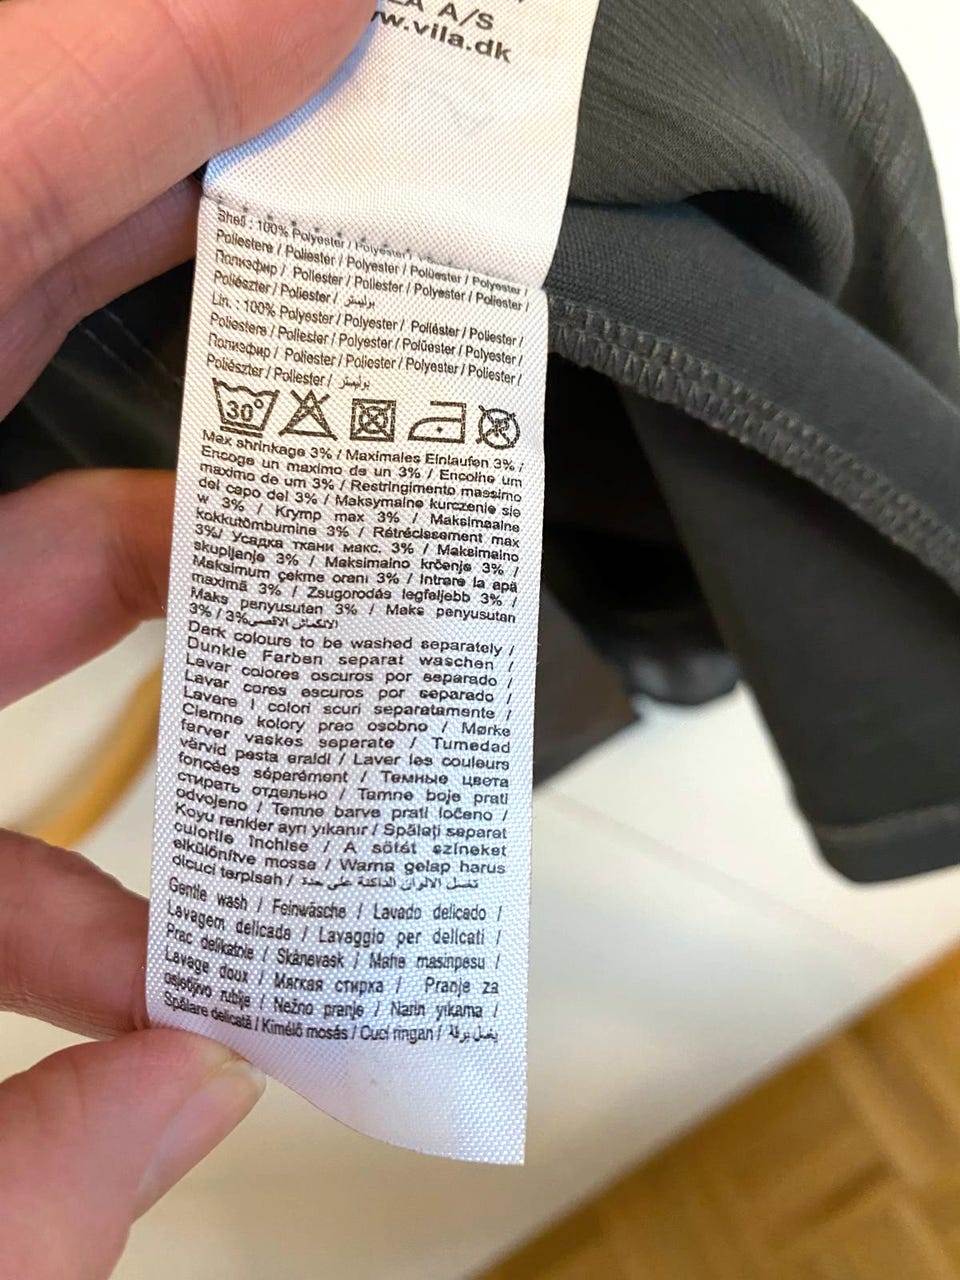 A/S
www.vila.dk
Shell : 100% Polyester / Polyester / Poliéster /
Poliestere / Poliester / Polyester / Polüester / Polyester /
Полиэфир / Poliester / Poliester / Polyester / Poliester /
Poliészter / Poliester / بوليستر
Lin. : 100% Polyester / Polyester / Poliéster / Poliester /
Poliestere / Poliester / Polyester / Polüester / Polyester /
Полиэфир / Poliester / Poliester / Polyester / Poliester /
Poliészter / Poliester / بوليستر
30°
Max shrinkage 3% / Maximales Einlaufen 3% /
Encoge un maximo de un 3% / Encolhe um
maximo de um 3% / Restringimento massimo
del capo del 3% / Maksymalne kurczenie sie
w 3% / Krymp max 3% / Maksimaalne
kokkutõmbumine 3% / Rétrécissement max
3%/ Усадка ткани макс. 3% / Maksimalno
skupljanje 3% / Maksimalno krčenje 3% /
Maksimum çekme oranı 3% / Intrare la apă
maximă 3% / Zsugorodás legfeljebb 3% /
Maks penyusutan 3% / Maks penyusutan
3% / 3%الانكماش الاقصى
Dark colours to be washed separately /
Dunkle Farben separat waschen /
Lavar colores oscuros por separado /
Lavar cores escuros por separado /
Lavare i colori scuri separatamente /
Ciemne kolory prac osobno / Mørke
farver vaskes seperate / Tumedad
värvid pesta eraldi / Laver les couleurs
foncées séparément / Темные цвета
стирать отдельно / Tamne boje prati
odvojeno / Temne barve prati ločeno /
Koyu renkler ayrı yıkanır / Spălați separat
culorile închise / A sötét színeket
elkülönítve mossa / Warna gelap harus
dicuci terpisah / تغسل الالوان الداكنة على حدة
Gentle wash / Feinwäsche / Lavado delicado /
Lavagem delicada / Lavaggio per delicati /
Prac delikatnie / Skånevask / Mahe masinpesu /
Lavage doux / Мягкая стирка / Pranje za
osjetljivo rublje / Nežno pranje / Narin yıkama /
Spălare delicată / Kimélő mosás / Cuci ringan / يغسل برقة